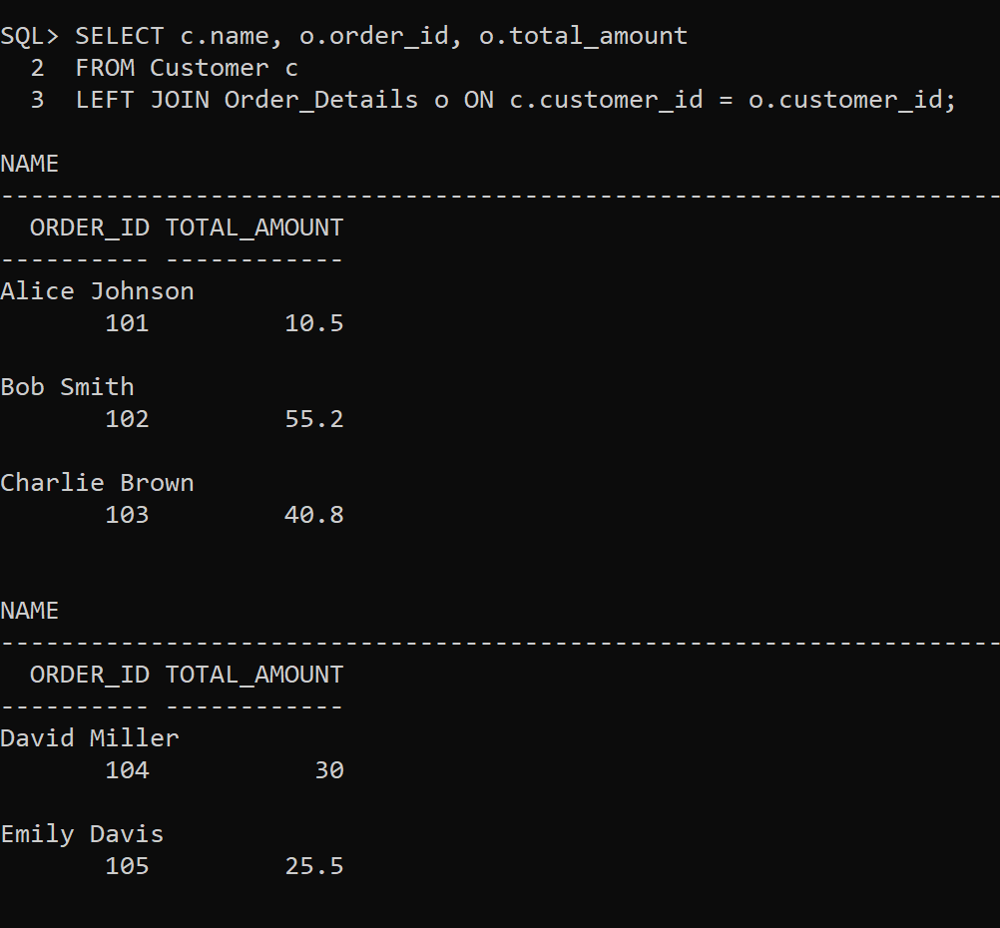 SQL> SELECT c.name, o.order_id, o.total_amount
  2  FROM Customer c
  3  LEFT JOIN Order_Details o ON c.customer_id = o.customer_id;
NAME
-------------------------------------------------------------------
  ORDER_ID TOTAL_AMOUNT
---------- ------------
Alice Johnson
       101         10.5
Bob Smith
       102         55.2
Charlie Brown
       103         40.8
NAME
-------------------------------------------------------------------
  ORDER_ID TOTAL_AMOUNT
---------- ------------
David Miller
       104           30
Emily Davis
       105         25.5